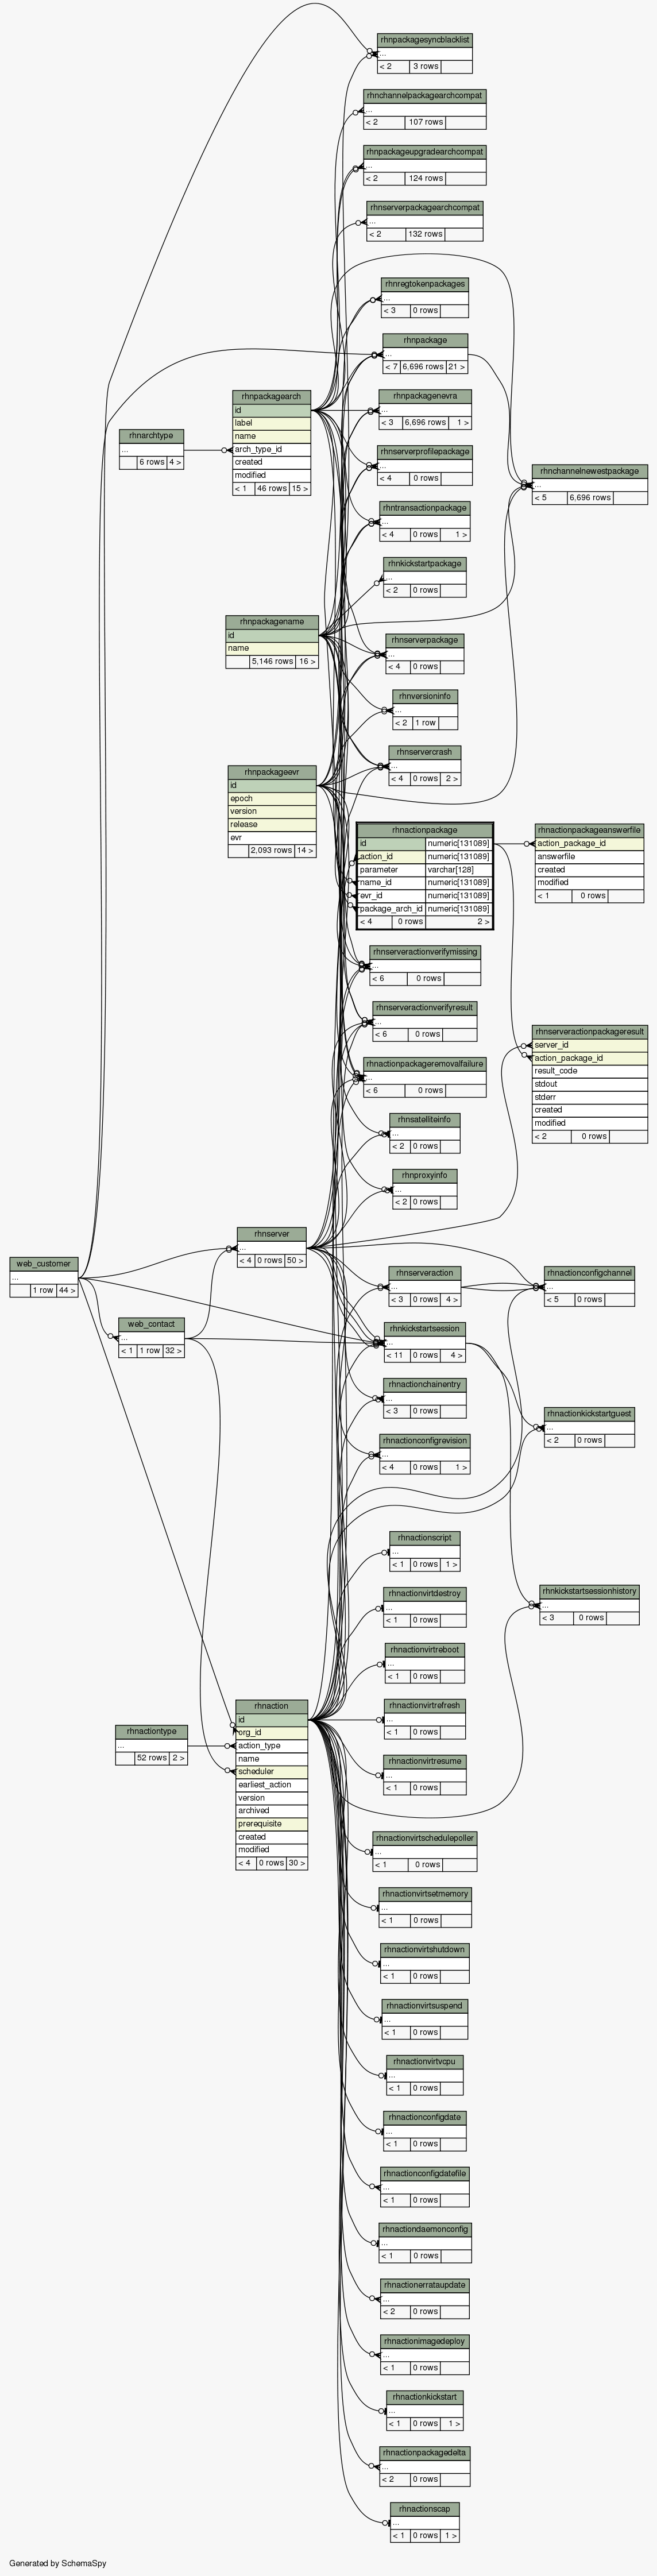 rhnpackagesyncblacklist
...
< 2 3 rows
rhnchannelpackagearchcompat
...
< 2 107 rows
rhnpackageupgradearchcompat
...
< 2 124 rows
rhnserverpackagearchcompat
...
< 2 132 rows
rhnregtokenpackages
...
< 3 0 rows
rhnpackage
...
< 7 6,696 rows 21 >
rhnpackagearch
id
label
name
arch_type_id
created
modified
< 1 46 rows 15 >
rhnpackagenevra
...
< 3 6,696 rows 1 >
rhnarchtype
...
6 rows 4 >
rhnserverprofilepackage
...
< 4 0 rows
rhnchannelnewestpackage
...
< 5 6,696 rows
rhntransactionpackage
...
< 4 0 rows 1 >
rhnkickstartpackage
...
< 2 0 rows
rhnpackagename
id
name
5,146 rows 16 >
rhnserverpackage
...
< 4 0 rows
rhnversioninfo
...
< 2 1 row
rhnservercrash
...
< 4 0 rows 2 >
rhnpackageevr
id
epoch
version
release
evr
2,093 rows 14 >
rhnactionpackage
id numeric[131089]
action_id numeric[131089]
parameter varchar[128]
name_id numeric[131089]
evr_id numeric[131089]
package_arch_id numeric[131089]
< 4 0 rows 2 >
rhnactionpackageanswerfile
action_package_id
answerfile
created
modified
< 1 0 rows
rhnserveractionverifymissing
...
< 6 0 rows
rhnserveractionverifyresult
...
< 6 0 rows
rhnactionpackageremovalfailure
...
< 6 0 rows
rhnserveractionpackageresult
server_id
action_package_id
result_code
stdout
stderr
created
modified
< 2 0 rows
rhnsatelliteinfo
...
< 2 0 rows
rhnproxyinfo
...
< 2 0 rows
rhnserver
...
< 4 0 rows 50 >
web_customer
...
1 row 44 >
rhnserveraction
...
< 3 0 rows 4 >
rhnactionconfigchannel
...
< 5 0 rows
web_contact
...
< 1 1 row 32 >
rhnkickstartsession
...
< 11 0 rows 4 >
rhnactionchainentry
...
< 3 0 rows
rhnactionkickstartguest
...
< 2 0 rows
rhnactionconfigrevision
...
< 4 0 rows 1 >
rhnactionscript
...
< 1 0 rows 1 >
rhnactionvirtdestroy
...
< 1 0 rows
rhnkickstartsessionhistory
...
< 3 0 rows
rhnactionvirtreboot
...
< 1 0 rows
rhnactionvirtrefresh
...
< 1 0 rows
rhnaction
id
org_id
action_type
name
scheduler
earliest_action
version
archived
prerequisite
created
modified
< 4 0 rows 30 >
rhnactiontype
...
52 rows 2 >
rhnactionvirtresume
...
< 1 0 rows
rhnactionvirtschedulepoller
...
< 1 0 rows
rhnactionvirtsetmemory
...
< 1 0 rows
rhnactionvirtshutdown
...
< 1 0 rows
rhnactionvirtsuspend
...
< 1 0 rows
rhnactionvirtvcpu
...
< 1 0 rows
rhnactionconfigdate
...
< 1 0 rows
rhnactionconfigdatefile
...
< 1 0 rows
rhnactiondaemonconfig
...
< 1 0 rows
rhnactionerrataupdate
...
< 2 0 rows
rhnactionimagedeploy
...
< 1 0 rows
rhnactionkickstart
...
< 1 0 rows 1 >
rhnactionpackagedelta
...
< 2 0 rows
rhnactionscap
...
< 1 0 rows 1 >
Generated by SchemaSpy